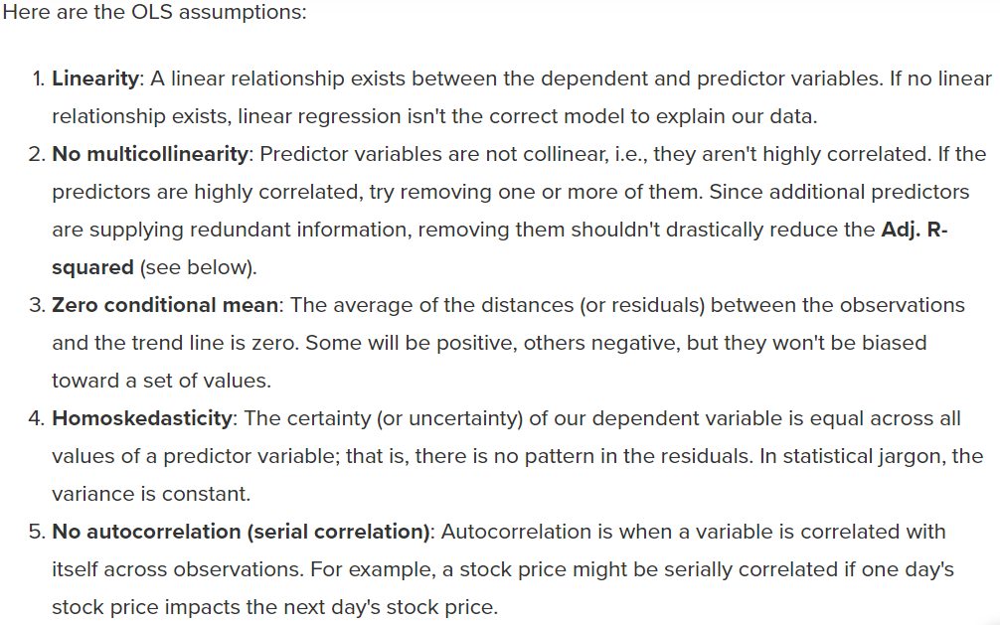 Here are the OLS assumptions:
1. Linearity: A linear relationship exists between the dependent and predictor variables. If no linear
relationship exists, linear regression isn't the correct model to explain our data.
2. No multicollinearity: Predictor variables are not collinear, i.e., they aren't highly correlated. If the
predictors are highly correlated, try removing one or more of them. Since additional predictors
are supplying redundant information, removing them shouldn't drastically reduce the Adj. R-
squared (see below).
3. Zero conditional mean: The average of the distances (or residuals) between the observations
and the trend line is zero. Some will be positive, others negative, but they won't be biased
toward a set of values.
4. Homoskedasticity: The certainty (or uncertainty) of our dependent variable is equal across all
values of a predictor variable; that is, there is no pattern in the residuals. In statistical jargon, the
variance is constant.
5. No autocorrelation (serial correlation): Autocorrelation is when a variable is correlated with
itself across observations. For example, a stock price might be serially correlated if one day's
stock price impacts the next day's stock price.